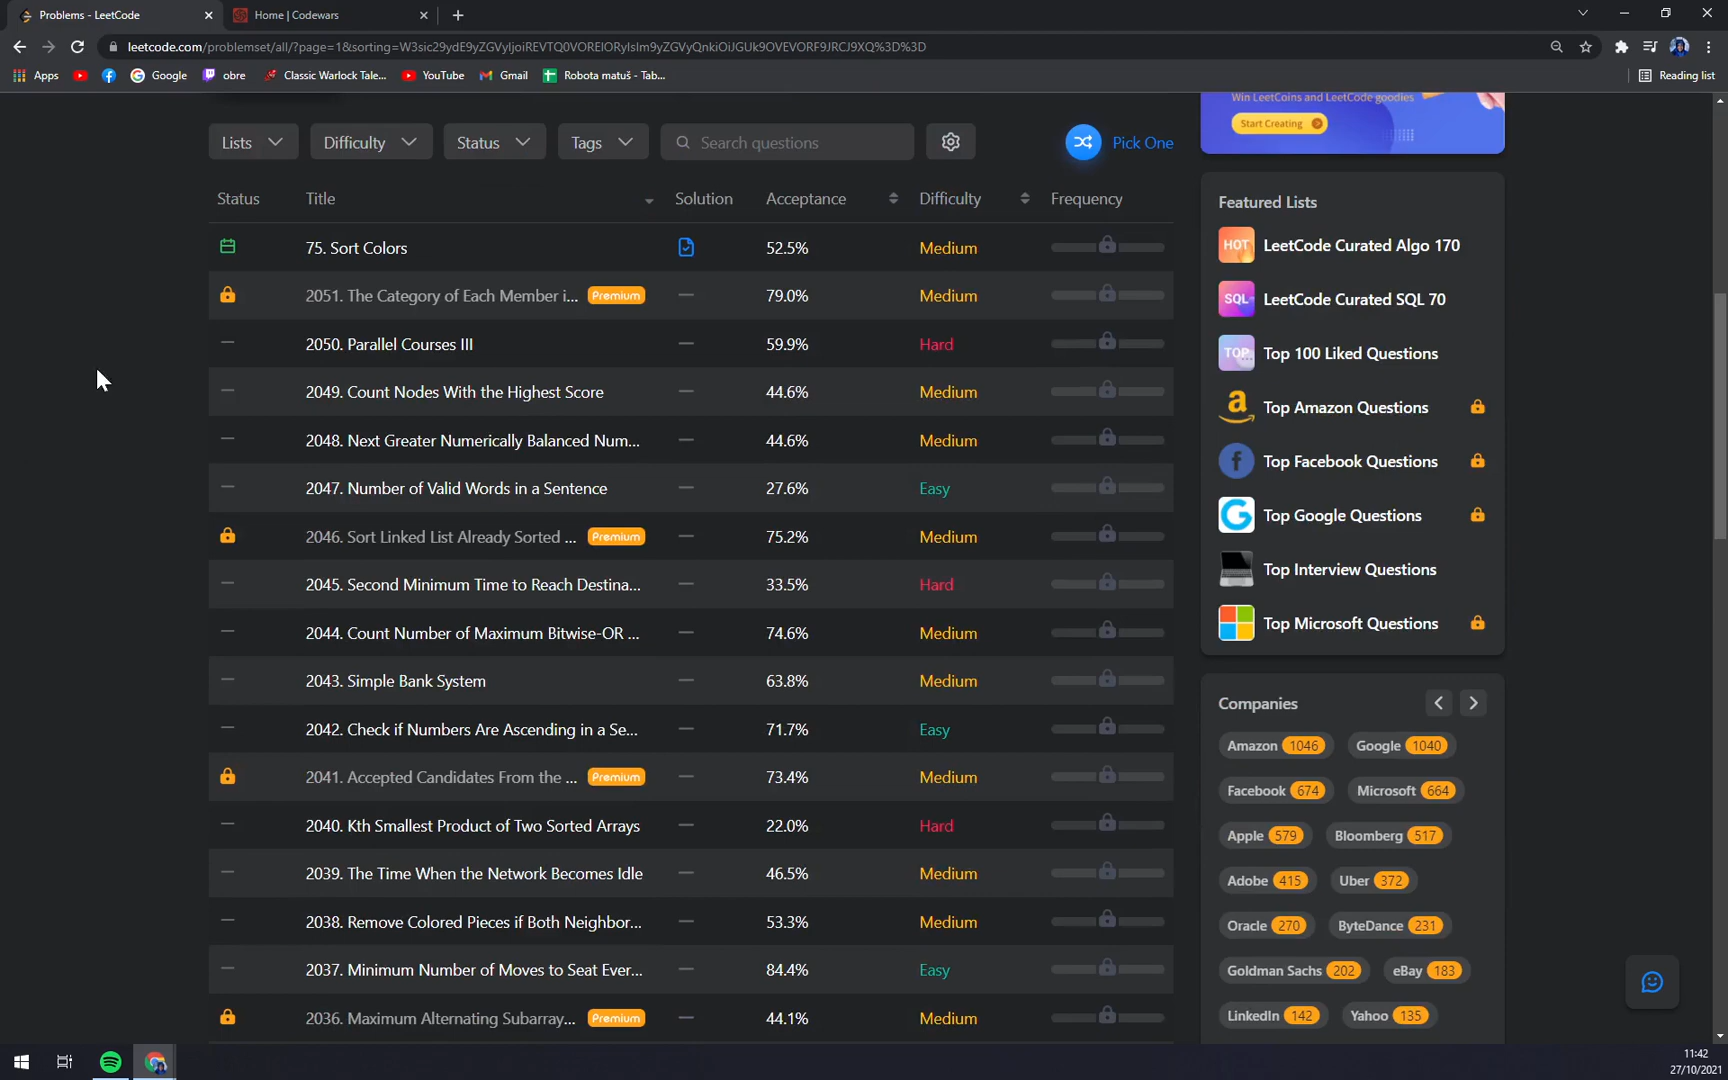 Problems - LeetCode
Home | Codewars
leetcode.com/problemset/all/?page=1&sorting=W3sic29ydE9yZGVyIjoiREVTQ0VORElORyIsIm9yZGVyQnkiOiJGUk9OVEVORF9JRCJ9XQ%3D%3D
Apps
Google
obre
Classic Warlock Tale...
YouTube
Gmail
Robota matuš - Tab...
Reading list
Win LeetCoins and LeetCode goodies
Start Creating
Lists
Difficulty
Status
Tags
Search questions
Pick One
Status Title Solution Acceptance Difficulty Frequency
75. Sort Colors 52.5% Medium
2051. The Category of Each Member i... Premium 79.0% Medium
2050. Parallel Courses III 59.9% Hard
2049. Count Nodes With the Highest Score 44.6% Medium
2048. Next Greater Numerically Balanced Num... 44.6% Medium
2047. Number of Valid Words in a Sentence 27.6% Easy
2046. Sort Linked List Already Sorted ... Premium 75.2% Medium
2045. Second Minimum Time to Reach Destina... 33.5% Hard
2044. Count Number of Maximum Bitwise-OR ... 74.6% Medium
2043. Simple Bank System 63.8% Medium
2042. Check if Numbers Are Ascending in a Se... 71.7% Easy
2041. Accepted Candidates From the ... Premium 73.4% Medium
2040. Kth Smallest Product of Two Sorted Arrays 22.0% Hard
2039. The Time When the Network Becomes Idle 46.5% Medium
2038. Remove Colored Pieces if Both Neighbor... 53.3% Medium
2037. Minimum Number of Moves to Seat Ever... 84.4% Easy
2036. Maximum Alternating Subarray... Premium 44.1% Medium
Featured Lists
HOT LeetCode Curated Algo 170
SQL LeetCode Curated SQL 70
TOP Top 100 Liked Questions
Top Amazon Questions
Top Facebook Questions
Top Google Questions
Top Interview Questions
Top Microsoft Questions
Companies
Amazon 1046 Google 1040
Facebook 674 Microsoft 664
Apple 579 Bloomberg 517
Adobe 415 Uber 372
Oracle 270 ByteDance 231
Goldman Sachs 202 eBay 183
LinkedIn 142 Yahoo 135
11:42
27/10/2021